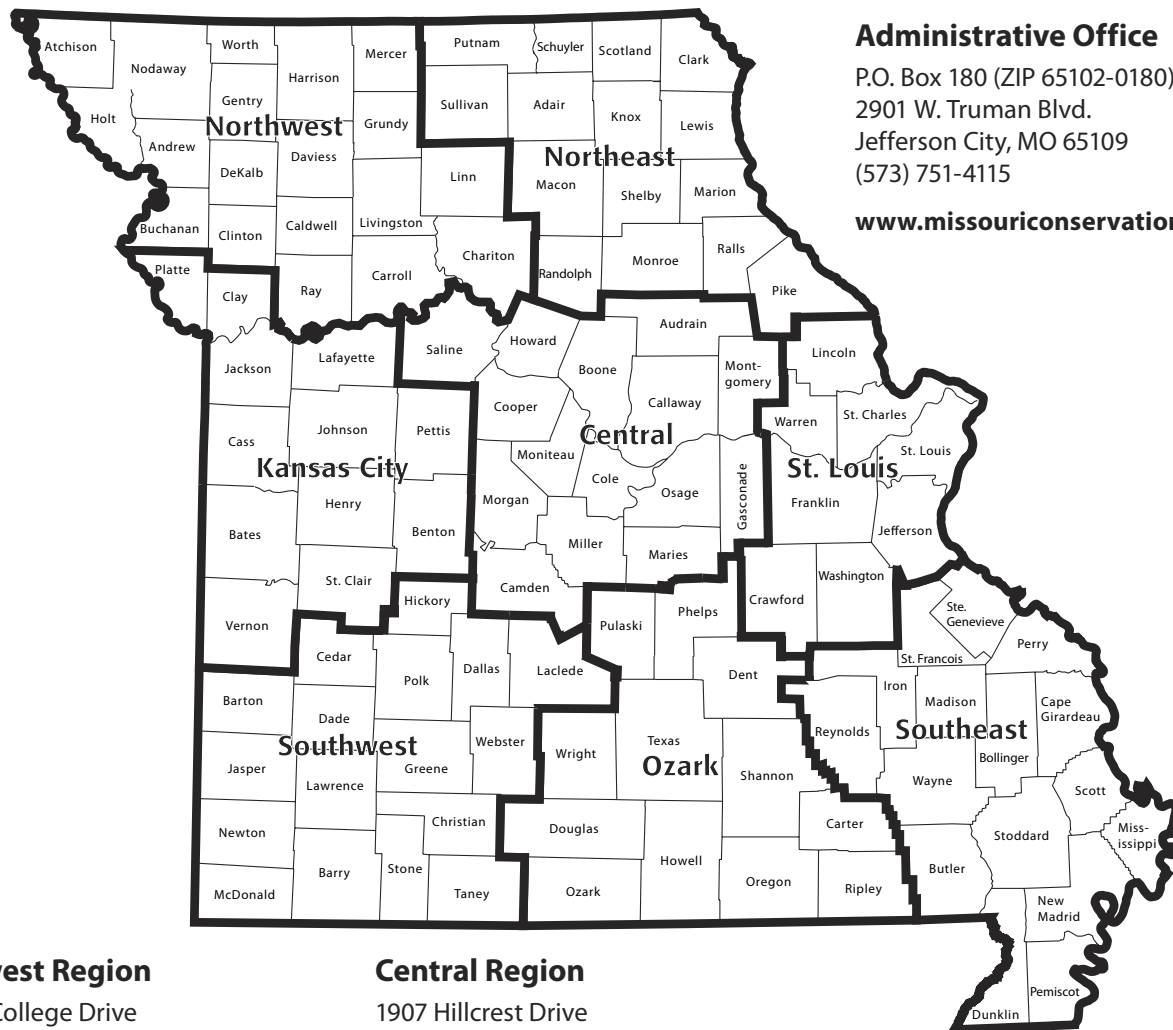 Administrative Office
P.O. Box 180 (ZIP 65102-0180)
2901 W. Truman Blvd.
Jefferson City, MO 65109
(573) 751-4115
www.missouriconservation
Northwest
Atchison
Nodaway
Worth
Harrison
Mercer
Gentry
Holt
Andrew
Grundy
DeKalb
Daviess
Linn
Buchanan
Clinton
Caldwell
Livingston
Chariton
Carroll
Ray
Northeast
Putnam
Schuyler
Scotland
Clark
Sullivan
Adair
Knox
Lewis
Macon
Shelby
Marion
Randolph
Monroe
Ralls
Pike
Kansas City
Platte
Clay
Jackson
Lafayette
Cass
Johnson
Pettis
Henry
Bates
Benton
St. Clair
Vernon
Central
Saline
Howard
Boone
Audrain
Mont-
gomery
Callaway
Cooper
Moniteau
Cole
Osage
Gasconade
Morgan
Miller
Maries
Camden
St. Louis
Lincoln
Warren
St. Charles
St. Louis
Franklin
Jefferson
Crawford
Washington
Southwest
Hickory
Cedar
Polk
Dallas
Laclede
Barton
Dade
Webster
Jasper
Greene
Lawrence
Christian
Newton
Barry
Stone
Taney
McDonald
Ozark
Pulaski
Phelps
Dent
Wright
Texas
Shannon
Douglas
Howell
Carter
Ozark
Oregon
Ripley
Southeast
Ste.
Genevieve
Perry
St. Francois
Iron
Madison
Cape
Girardeau
Reynolds
Bollinger
Wayne
Scott
Stoddard
Miss-
issippi
Butler
New
Madrid
Pemiscot
Dunklin
est Region
College Drive
Central Region
1907 Hillcrest Drive